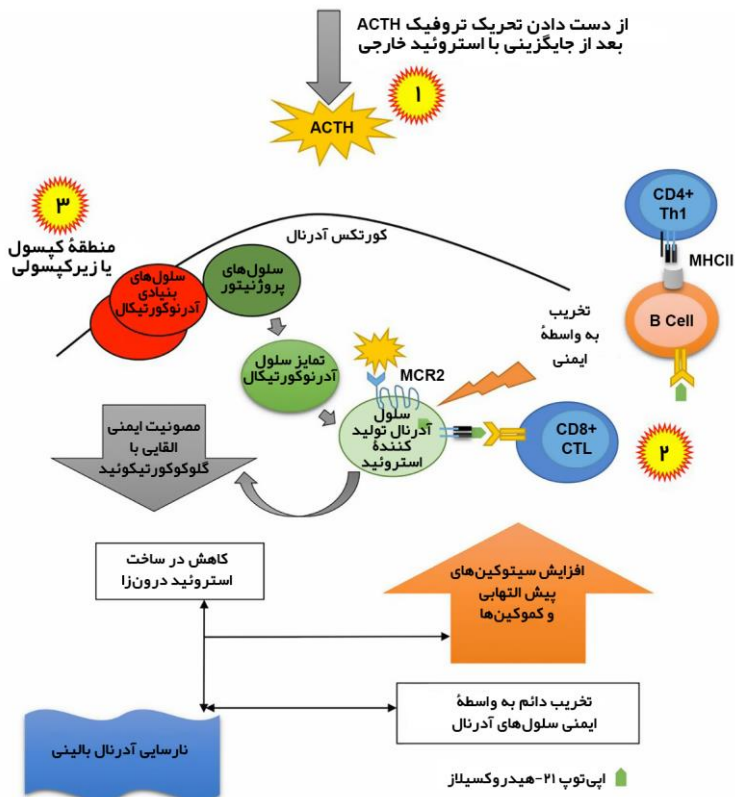 از دست دادن تحریک تروفیک ACTH
بعد از جایگزینی با استروئید خارجی
۱
ACTH
۳
منطقهٔ کپسول
یا زیرکپسولی
کورتکس آدرنال
سلول‌های
بنیادی
آدرنوکورتیکال
سلول‌های
پروژنیتور
تمایز سلول
آدرنوکورتیکال
MCR2
سلول
آدرنال تولید
کنندهٔ
استروئید
تخریب
به واسطهٔ
ایمنی
CD4+
Th1
MHCII
B Cell
CD8+
CTL
۲
مصونیت ایمنی
القایی با
گلوکوکورتیکوئید
کاهش در ساخت
استروئید درون‌زا
افزایش سیتوکین‌های
پیش التهابی
و کموکین‌ها
تخریب دائم به واسطهٔ
ایمنی سلول‌های آدرنال
نارسایی آدرنال بالینی
اپی‌توپ ۲۱-هیدروکسیلاز